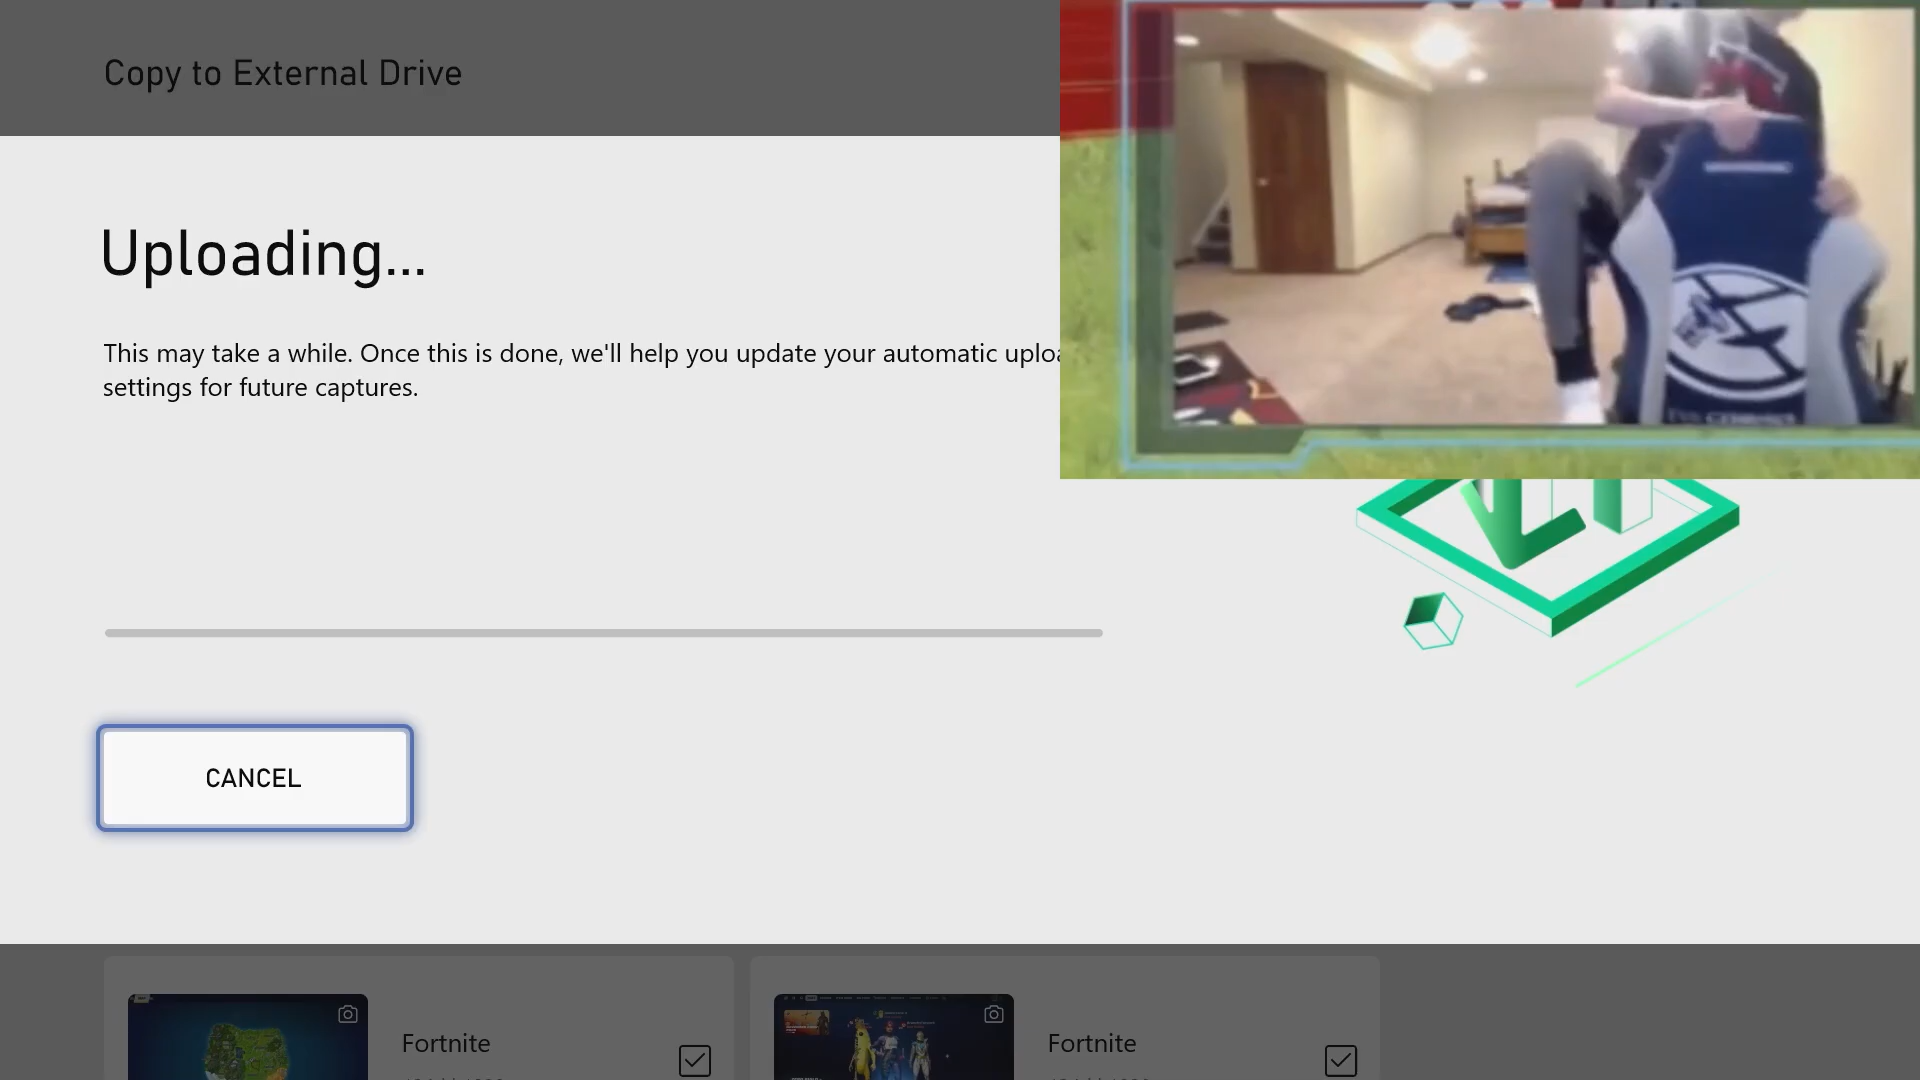 Copy to External Drive
Uploading...
This may take a while. Once this is done, we'll help you update your automatic uplo
settings for future captures.
CANCEL
Fortnite
Fortnite